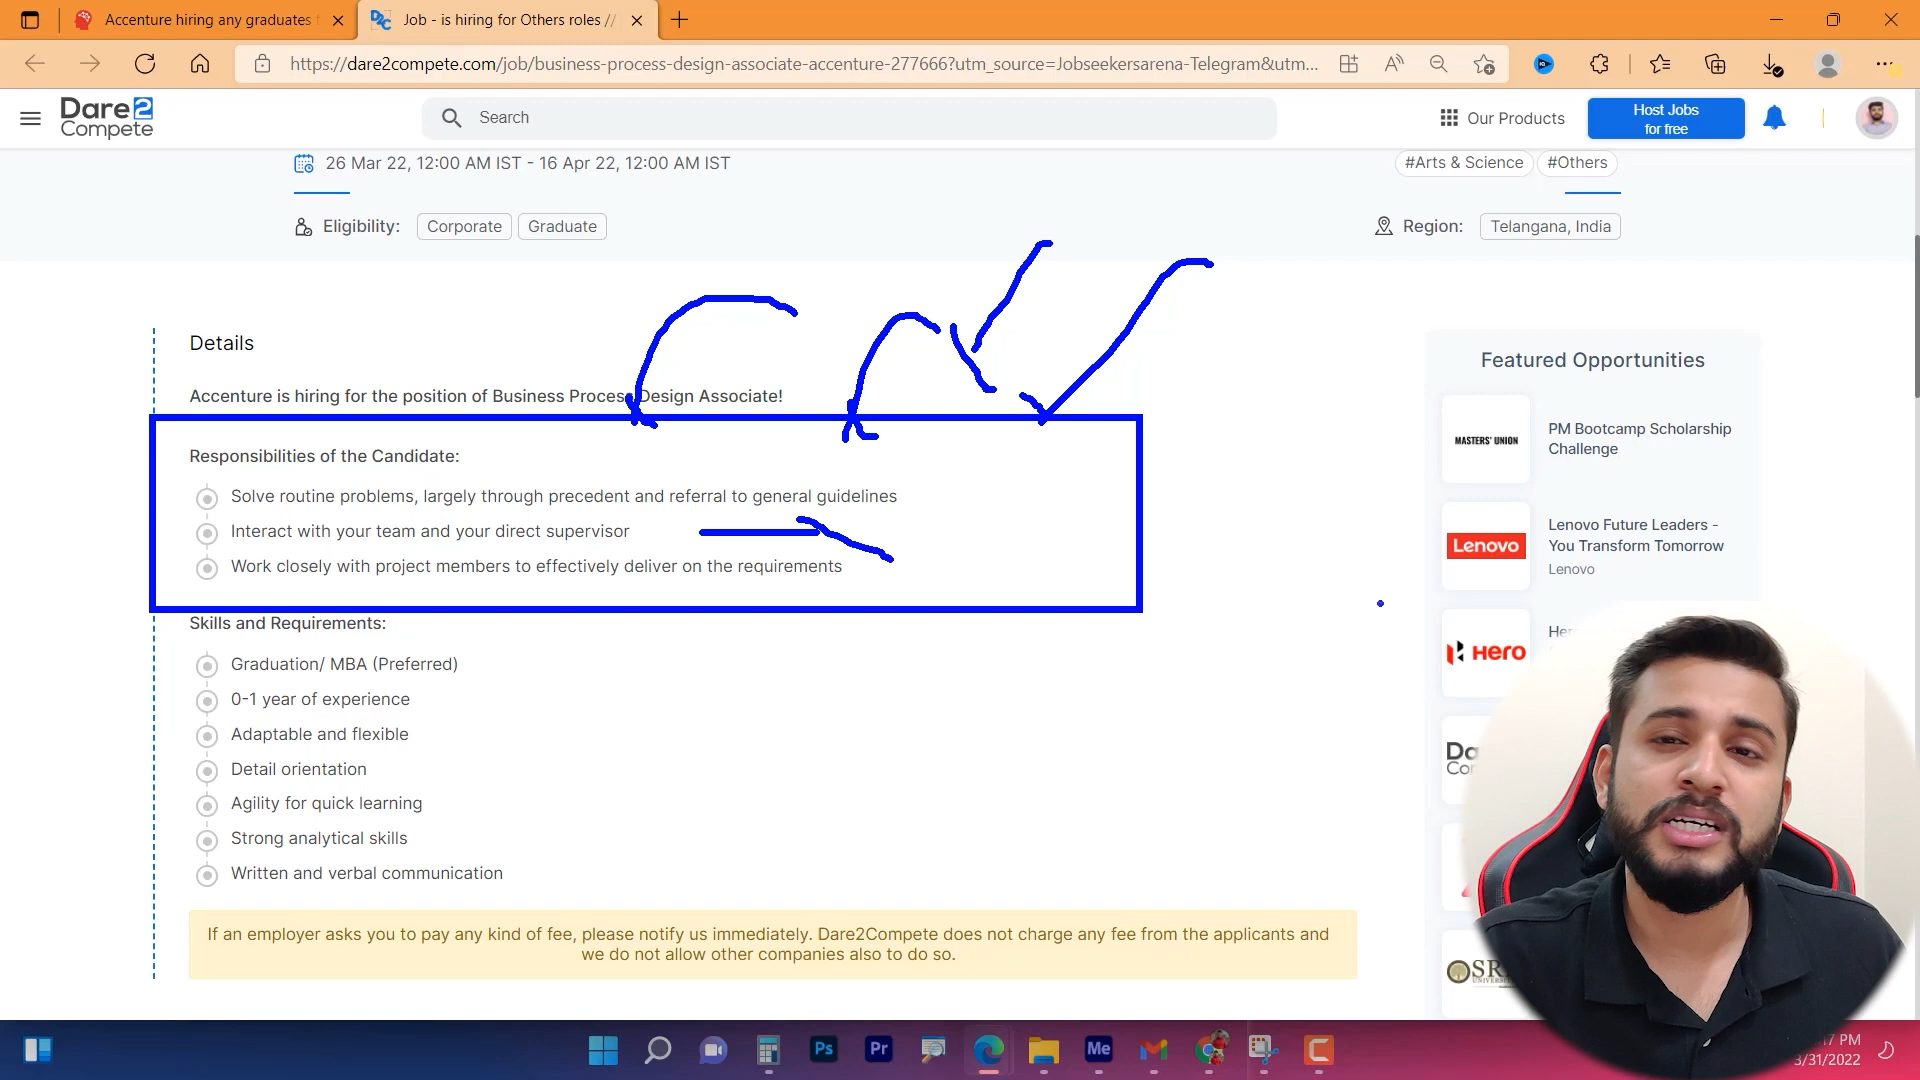 Accenture hiring any graduates
Job - is hiring for Others roles //
https://dare2compete.com/job/business-process-design-associate-accenture-277666?utm_source=Jobseekersarena-Telegram&utm...
Dare2
Compete
Search
Our Products
Host Jobs
for free
26 Mar 22, 12:00 AM IST - 16 Apr 22, 12:00 AM IST
#Arts & Science
#Others
Eligibility:
Corporate
Graduate
Region:
Telangana, India
Details
Accenture is hiring for the position of Business Process Design Associate!
Responsibilities of the Candidate:
Solve routine problems, largely through precedent and referral to general guidelines
Interact with your team and your direct supervisor
Work closely with project members to effectively deliver on the requirements
Skills and Requirements:
Graduation/ MBA (Preferred)
0-1 year of experience
Adaptable and flexible
Detail orientation
Agility for quick learning
Strong analytical skills
Written and verbal communication
If an employer asks you to pay any kind of fee, please notify us immediately. Dare2Compete does not charge any fee from the applicants and
we do not allow other companies also to do so.
Featured Opportunities
MASTERS' UNION
PM Bootcamp Scholarship
Challenge
Lenovo
Lenovo Future Leaders -
You Transform Tomorrow
Lenovo
Hero
Ps
Pr
Me
17 PM
3/31/2022